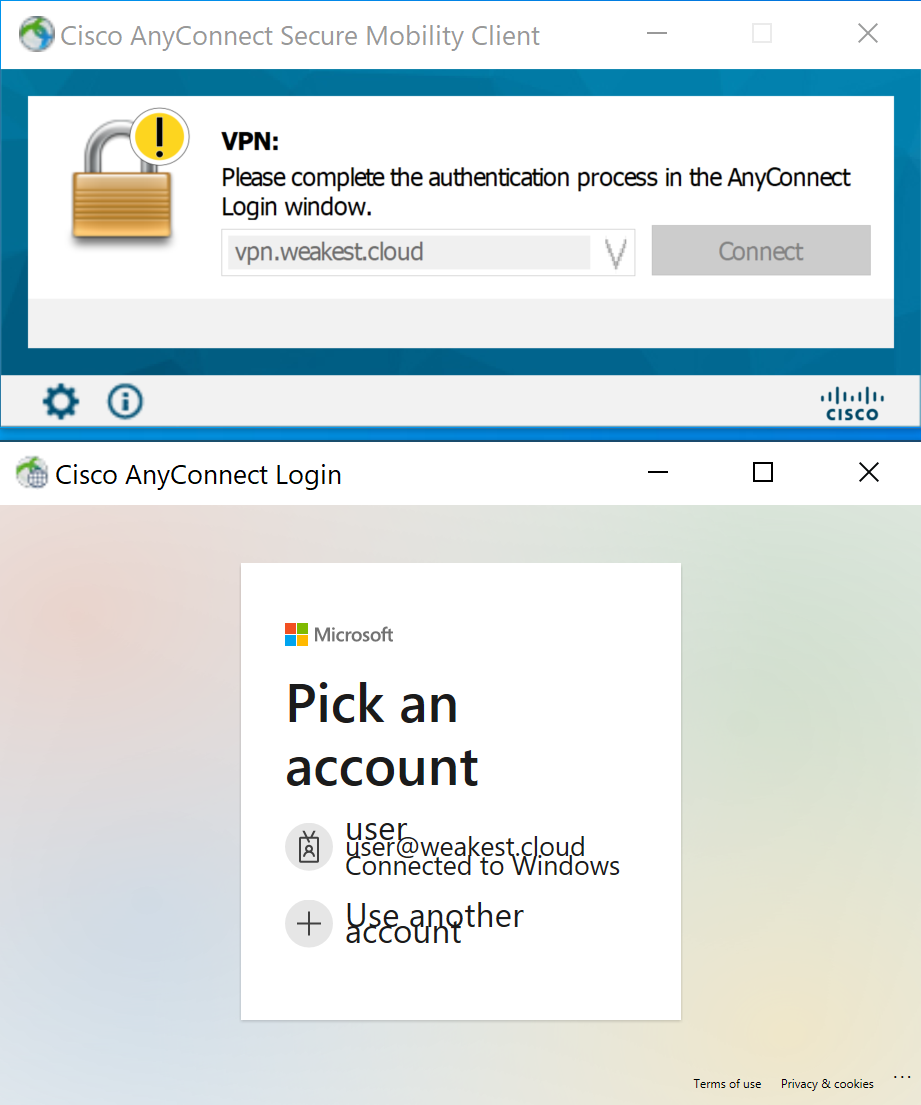 Cisco AnyConnect Secure Mobility Client
VPN:
Please complete the authentication process in the AnyConnect
Login window.
vpn.weakest.cloud
Connect
CISCO
Cisco AnyConnect Login
Microsoft
Pick an
account
user
user@weakest.cloud
Connected to Windows
Use another
account
Terms of use Privacy & cookies ...